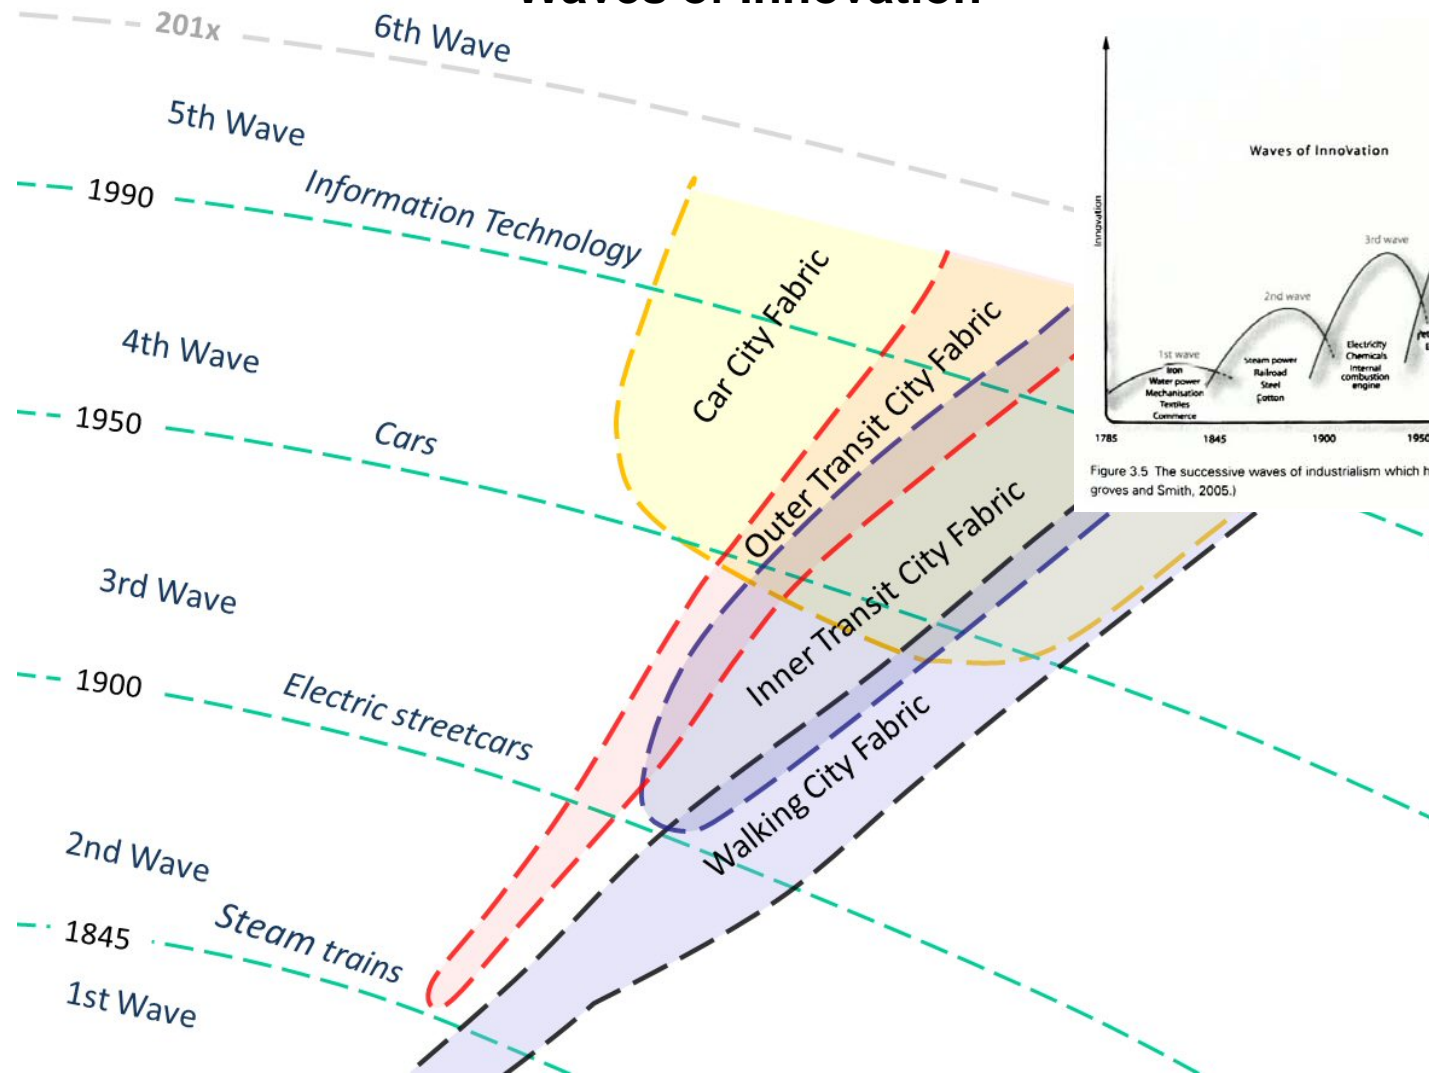 Waves of Innovation
201x
6th Wave
5th Wave
1990
Information Technology
4th Wave
1950
Cars
3rd Wave
1900
Electric streetcars
2nd Wave
1845
Steam trains
1st Wave
Car City Fabric
Outer Transit City Fabric
Inner Transit City Fabric
Walking City Fabric
Waves of Innovation
Innovation
3rd wave
2nd wave
1st wave
Iron
Water power
Mechanisation
Textiles
Commerce
Steam power
Railroad
Steel
Cotton
Electricity
Chemicals
Internal
combustion
engine
1785
1845
1900
1950
Figure 3.5 The successive waves of industrialism which h
groves and Smith, 2005.)